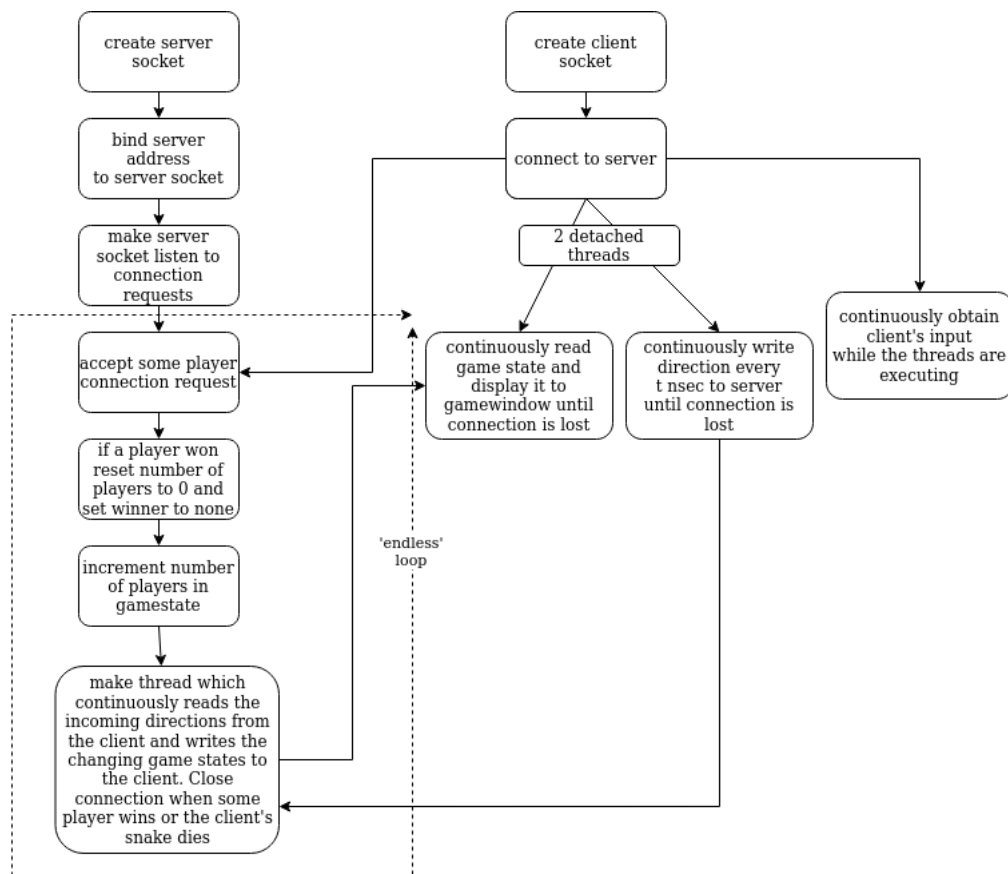 create server
socket
bind server
address
to server socket
make server
socket listen to
connection
requests
accept some player
connection request
if a player won
reset number of
players to 0 and
set winner to none
increment number
of players in
gamestate
make thread which
continuously reads the
incoming directions from
the client and writes the
changing game states to
the client. Close
connection when some
player wins or the client's
snake dies
'endless'
loop
create client
socket
connect to server
2 detached
threads
continuously read
game state and
display it to
gamewindow until
connection is lost
continuously write
direction every
t nsec to server
until connection is
lost
continuously obtain
client's input
while the threads are
executing